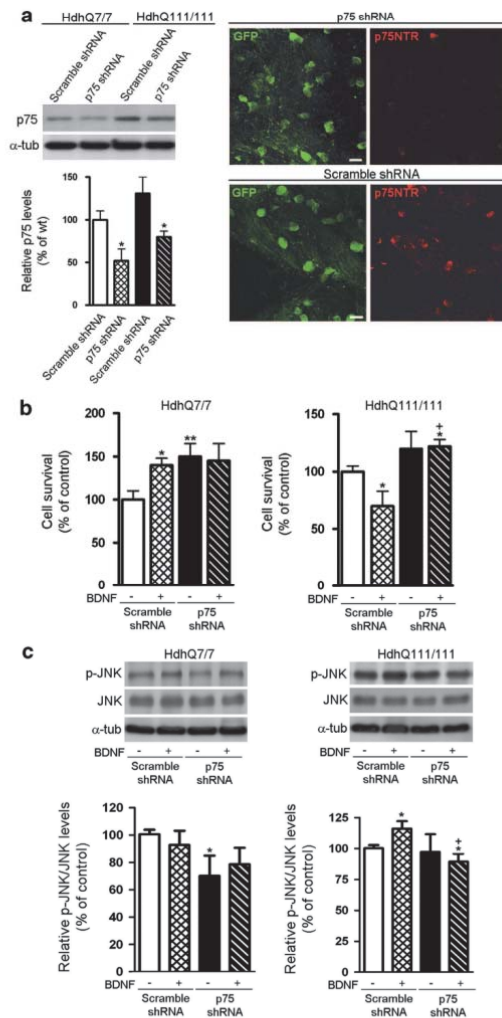 a
HdhQ7/7 HdhQ111/111
Scramble shRNA
p75 shRNA
Scramble shRNA
p75 shRNA
p75
α-tub
Relative p75 levels
(% of wt)
150
100
50
0
*
*
Scramble shRNA
p75 shRNA
Scramble shRNA
p75 shRNA
p75 shRNA
GFP p75NTR
Scramble shRNA
GFP p75NTR
b
HdhQ7/7
Cell survival
(% of control)
200
150
100
50
0
* **
BDNF - + - +
Scramble p75
shRNA shRNA
HdhQ111/111
Cell survival
(% of control)
150
100
50
0
*
+
*
BDNF - + - +
Scramble p75
shRNA shRNA
c
HdhQ7/7
p-JNK
JNK
α-tub
BDNF - + - +
Scramble p75
shRNA shRNA
HdhQ111/111
p-JNK
JNK
α-tub
BDNF - + - +
Scramble p75
shRNA shRNA
Relative p-JNK/JNK levels
(% of control)
120
100
80
60
40
20
0
*
BDNF - + - +
Scramble p75
shRNA shRNA
Relative p-JNK/JNK levels
(% of control)
125
100
75
50
25
0
*
+
*
BDNF - + - +
Scramble p75
shRNA shRNA